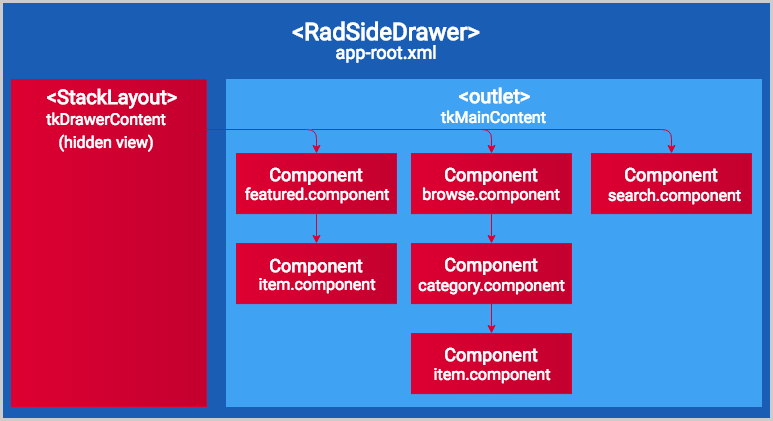 <RadSideDrawer>
app-root.xml
<StackLayout>
tkDrawerContent
(hidden view)
<outlet>
tkMainContent
Component
featured.component
Component
browse.component
Component
search.component
Component
item.component
Component
category.component
Component
item.component